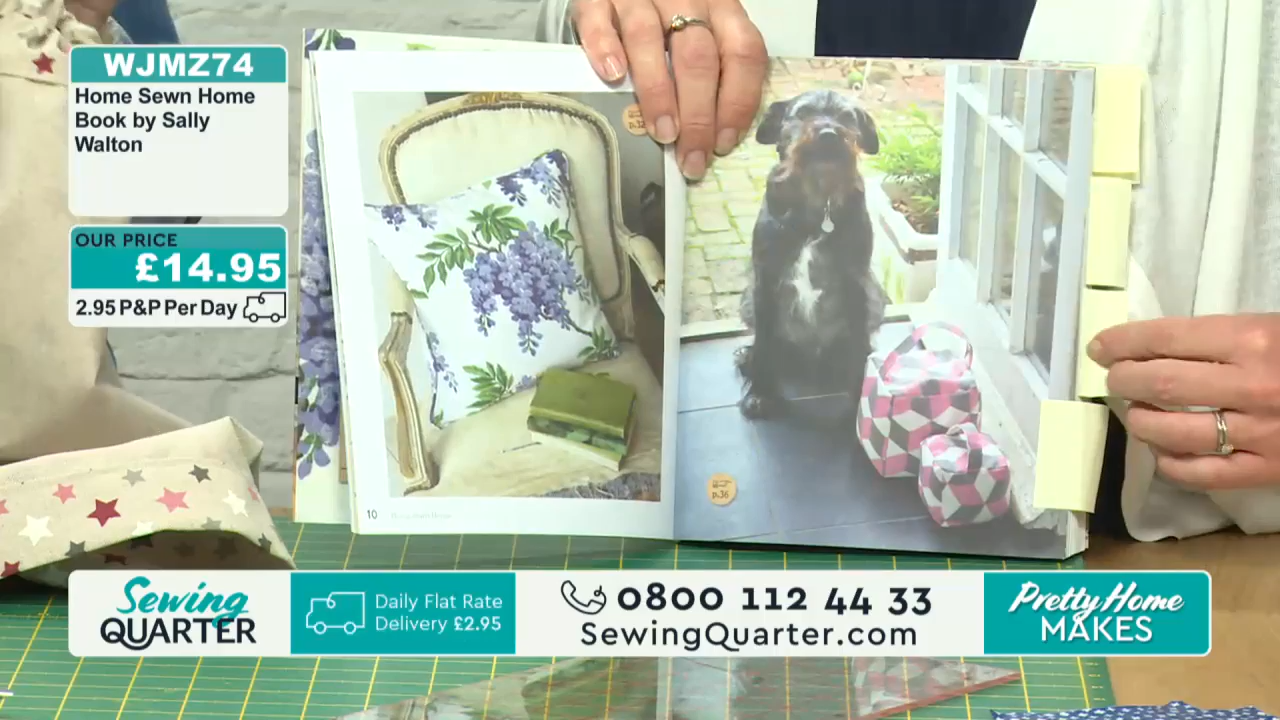 WJMZ74
Home Sewn Home
Book by Sally
Walton
OUR PRICE
£14.95
2.95 P&P Per Day
p.36
10
Sewing
QUARTER
Daily Flat Rate
Delivery £2.95
0800 112 44 33
SewingQuarter.com
Pretty Home
MAKES